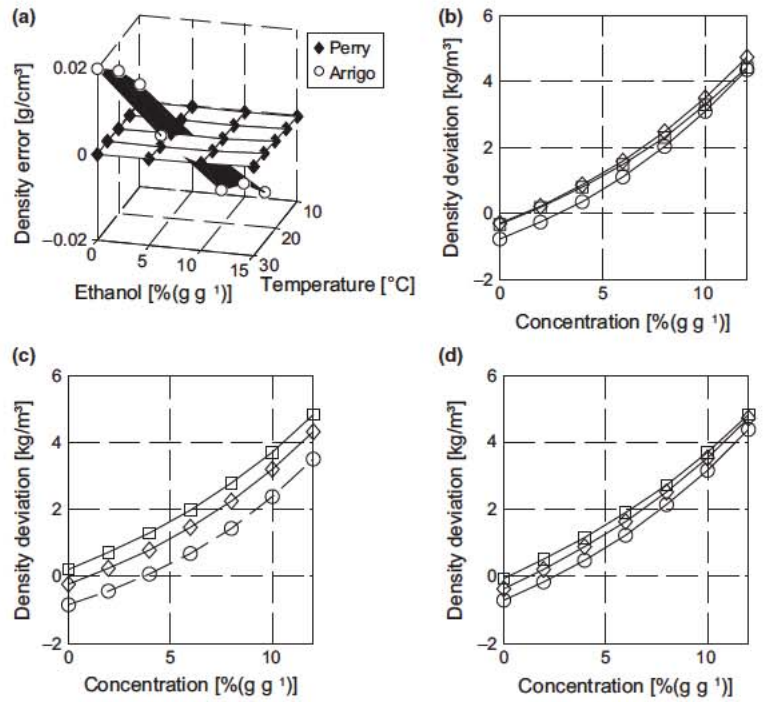 (a)
Perry
Arrigo
Density error [g/cm³]
0.02
0
−0.02
0
5
10
15
30
20
10
Ethanol [%(g g ¹)]
Temperature [°C]
(b)
Density deviation [kg/m³]
6
4
2
0
−2
0
5
10
Concentration [%(g g ¹)]
(c)
Density deviation [kg/m³]
6
4
2
0
−2
0
5
10
Concentration [%(g g ¹)]
(d)
Density deviation [kg/m³]
6
4
2
0
−2
0
5
10
Concentration [%(g g ¹)]